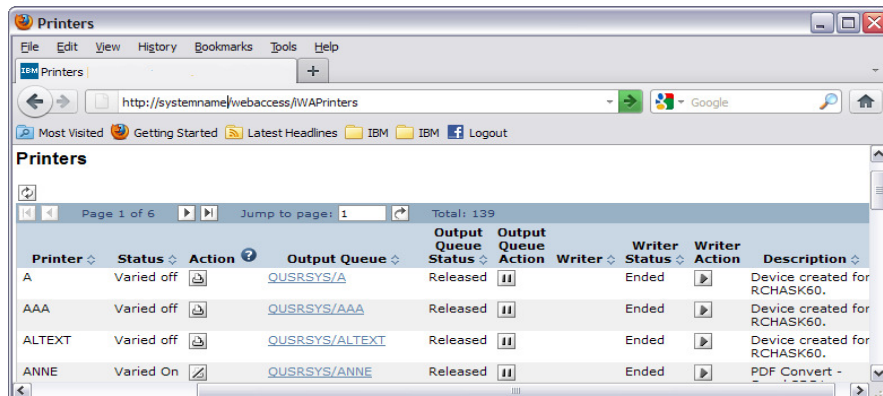 Printers
File Edit View History Bookmarks Tools Help
IBM Printers
http://systemname/webaccess/iWAPrinters Google
Most Visited Getting Started Latest Headlines IBM IBM Logout
Printers
Page 1 of 6 Jump to page: 1 Total: 139
Printer Status Action ? Output Queue Output Queue Status Output Queue Action Writer Writer Status Writer Action Description
A Varied off QUSRSYS/A Released Ended Device created for RCHASK60.
AAA Varied off QUSRSYS/AAA Released Ended Device created for RCHASK60.
ALTEXT Varied off QUSRSYS/ALTEXT Released Ended Device created for RCHASK60.
ANNE Varied On QUSRSYS/ANNE Released Ended PDF Convert -